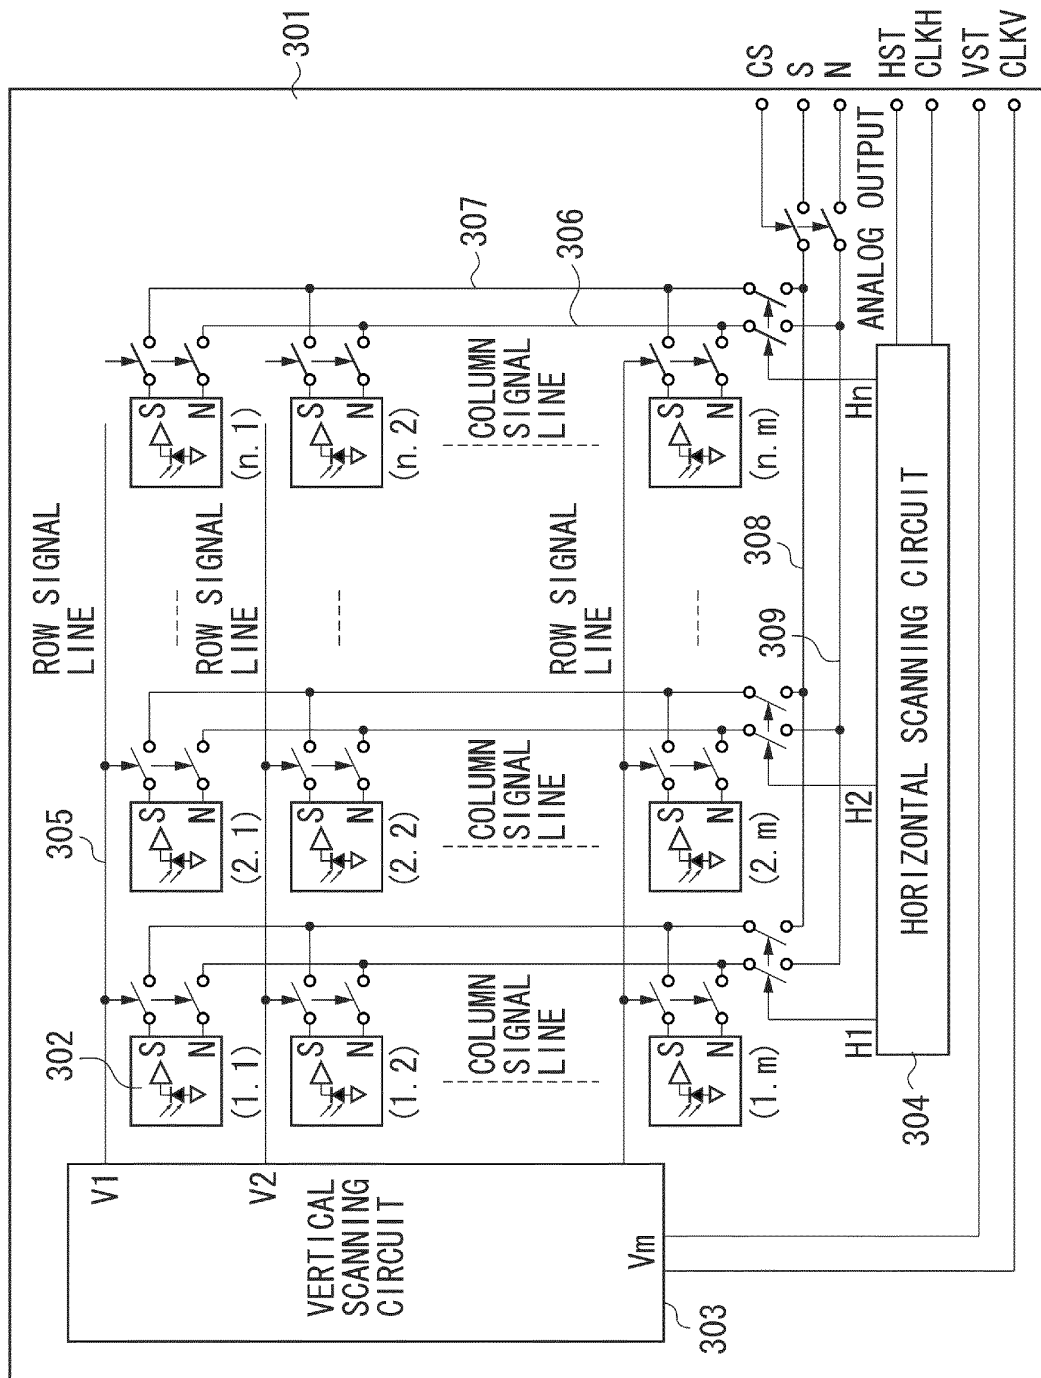 301
ROW SIGNAL
LINE
305
302
V1
S
N
(1. 1)
S
N
(2. 1)
S
N
(n. 1)
ROW SIGNAL
LINE
V2
S
N
(1. 2)
S
N
(2. 2)
S
N
(n. 2)
307
306
VERTICAL
SCANNING
CIRCUIT
COLUMN
SIGNAL
LINE
COLUMN
SIGNAL
LINE
COLUMN
SIGNAL
LINE
ROW SIGNAL
LINE
Vm
303
S
N
(1. m)
S
N
(2. m)
S
N
(n. m)
308
309
CS
S
N
ANALOG OUTPUT
H1
H2
Hn
HORIZONTAL SCANNING CIRCUIT
304
HST
CLKH
VST
CLKV